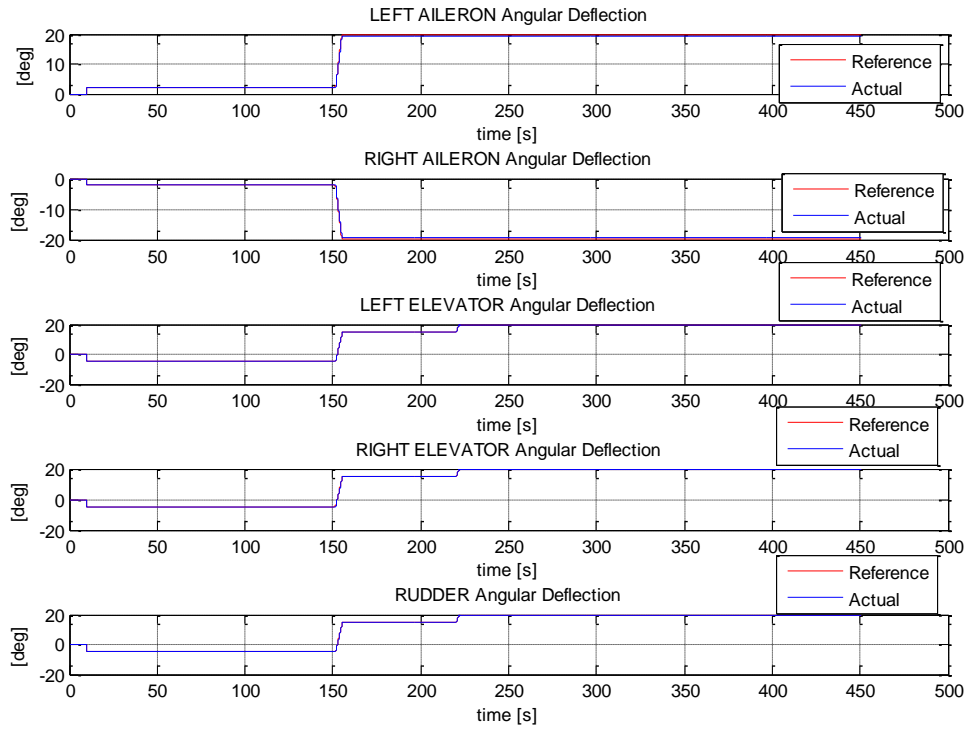 LEFT AILERON Angular Deflection
20
10
0
[deg]
Reference
Actual
0 50 100 150 200 250 300 350 400 450 500
time [s]
RIGHT AILERON Angular Deflection
0
-10
-20
[deg]
Reference
Actual
0 50 100 150 200 250 300 350 400 450 500
time [s]
Reference
Actual
LEFT ELEVATOR Angular Deflection
20
0
-20
[deg]
0 50 100 150 200 250 300 350 400 450 500
time [s]
Reference
Actual
RIGHT ELEVATOR Angular Deflection
20
0
-20
[deg]
0 50 100 150 200 250 300 350 400 450 500
time [s]
Reference
Actual
RUDDER Angular Deflection
20
0
-20
[deg]
0 50 100 150 200 250 300 350 400 450 500
time [s]